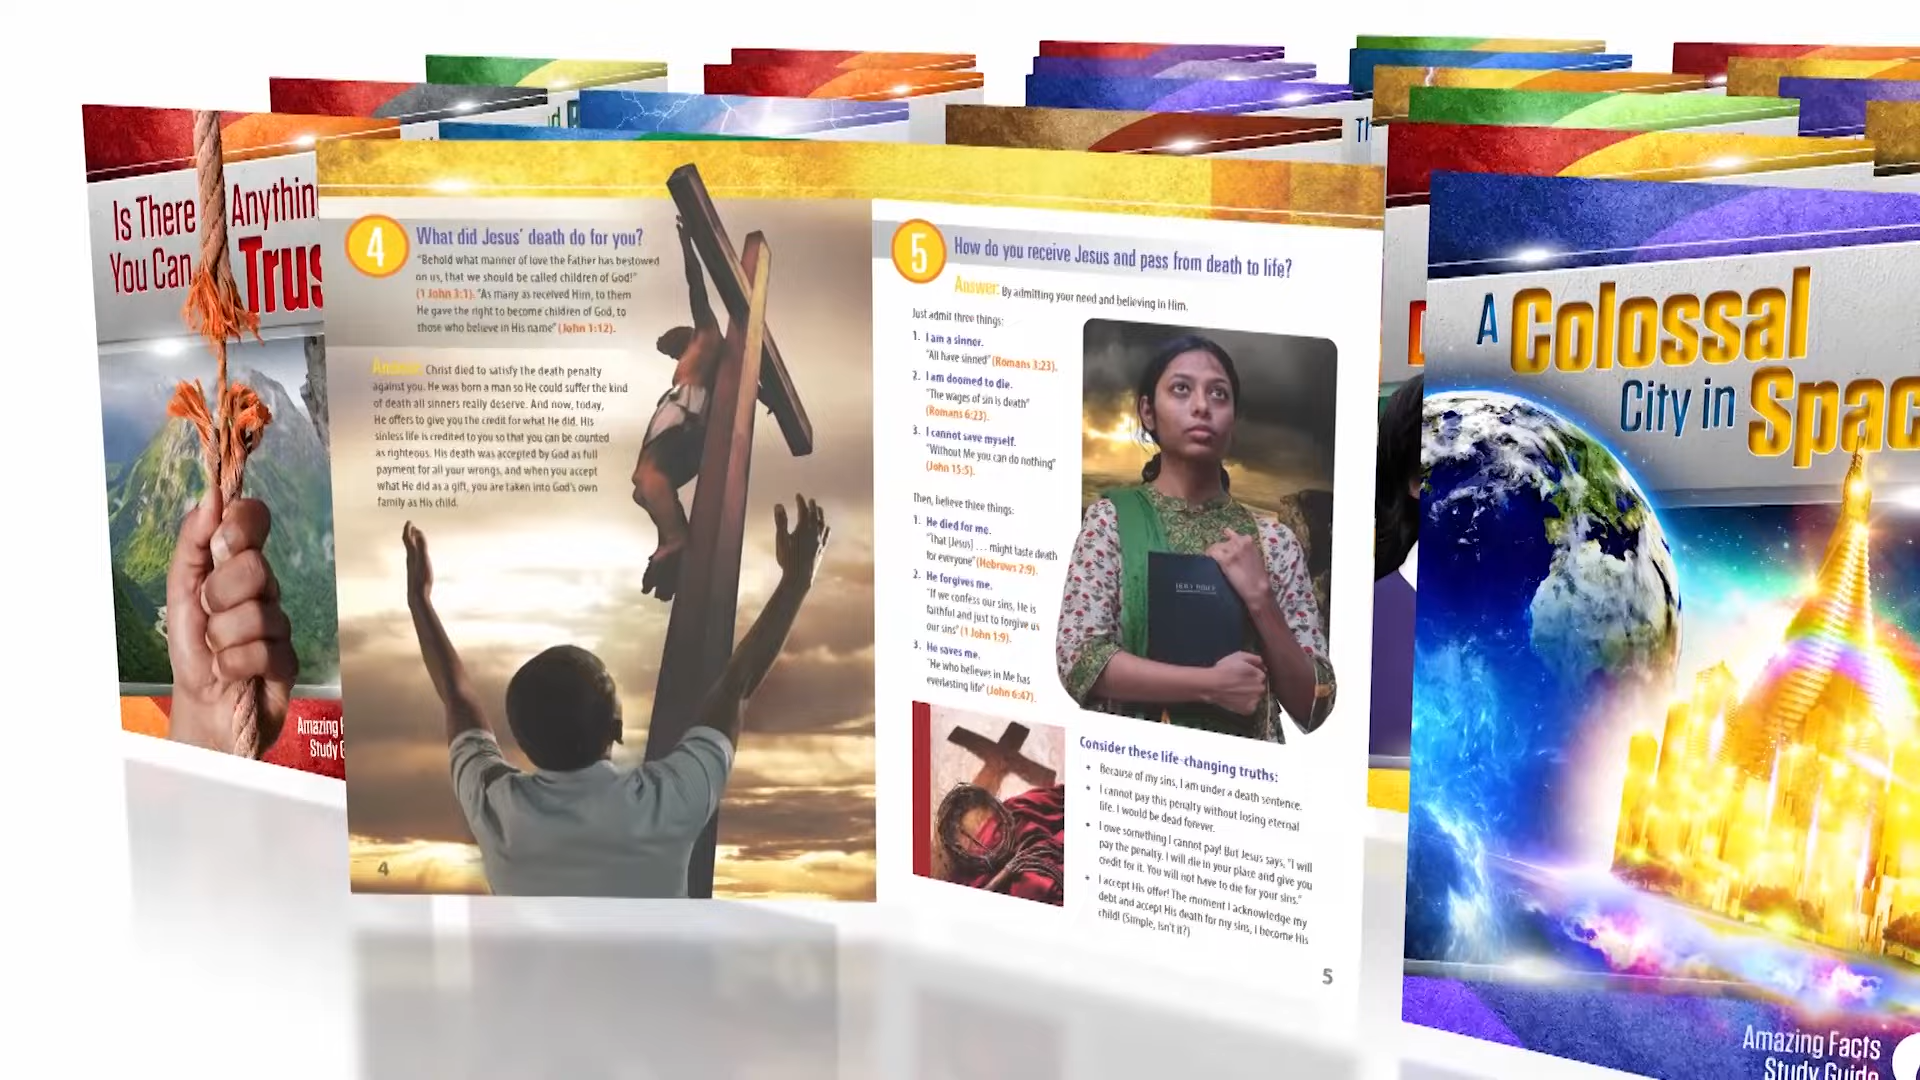 Is There Anythin
You Can Trus
Amazing
Study
4
What did Jesus' death do for you?
"Behold what manner of love the Father has bestowed
on us, that we should be called children of God!"
(1 John 3:1). "As many as received Him, to them
He gave the right to become children of God, to
those who believe in His name" (John 1:12).
Answer: Christ died to satisfy the death penalty
against you. He was born a man so He could suffer the kind
of death all sinners really deserve. And now, today,
He offers to give you the credit for what He did. His
sinless life is credited to you so that you can be counted
as righteous. His death was accepted by God as full
payment for all your wrongs, and when you accept
what He did as a gift, you are taken into God's own
family as His child.
4
5
How do you receive Jesus and pass from death to life?
Answer: By admitting your need and believing in Him.
Just admit three things:
1. I am a sinner.
"All have sinned" (Romans 3:23).
2. I am doomed to die.
"The wages of sin is death"
(Romans 6:23).
3. I cannot save myself.
"Without Me you can do nothing"
(John 15:5).
Then, believe three things:
1. He died for me.
"That [Jesus] . . . might taste death
for everyone" (Hebrews 2:9).
2. He forgives me.
"If we confess our sins, He is
faithful and just to forgive us
our sins" (1 John 1:9).
3. He saves me.
"He who believes in Me has
everlasting life" (John 6:47).
HOLY BIBLE
Consider these life-changing truths:
• Because of my sins, I am under a death sentence.
• I cannot pay this penalty without losing eternal
life. I would be dead forever.
• I owe something I cannot pay! But Jesus says, "I will
pay the penalty. I will die in your place and give you
credit for it. You will not have to die for your sins."
• I accept His offer! The moment I acknowledge my
debt and accept His death for my sins, I become His
child! (Simple, isn't it?)
5
A Colossal
City in Spac
Amazing Facts
Study Guide